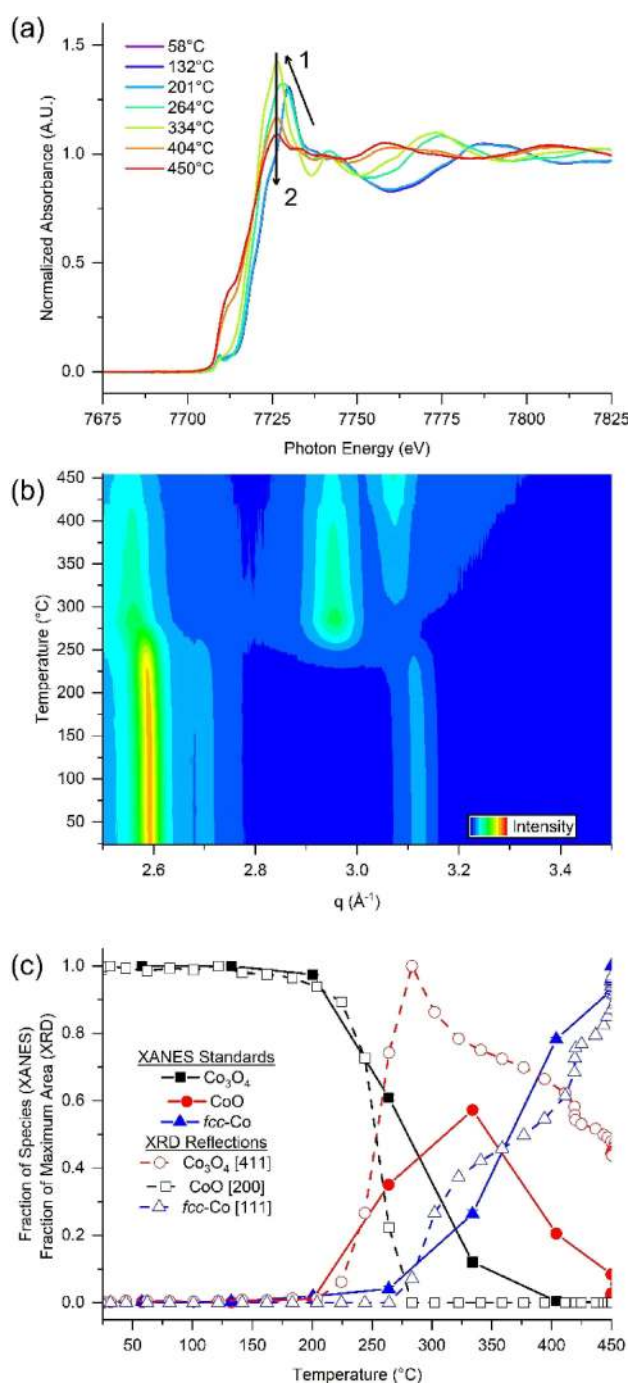 (a)
1.5
1.0
0.5
0.0
Normalized Absorbance (A.U.)
58°C
132°C
201°C
264°C
334°C
404°C
450°C
1
2
7675 7700 7725 7750 7775 7800 7825
Photon Energy (eV)
(b)
450
400
350
300
250
200
150
100
50
Temperature (°C)
Intensity
2.6 2.8 3.0 3.2 3.4
q (Å⁻¹)
(c)
1.0
0.8
0.6
0.4
0.2
0.0
Fraction of Species (XANES)
Fraction of Maximum Area (XRD)
XANES Standards
Co₃O₄
CoO
fcc-Co
XRD Reflections
Co₃O₄ [411]
CoO [200]
fcc-Co [111]
50 100 150 200 250 300 350 400 450
Temperature (°C)